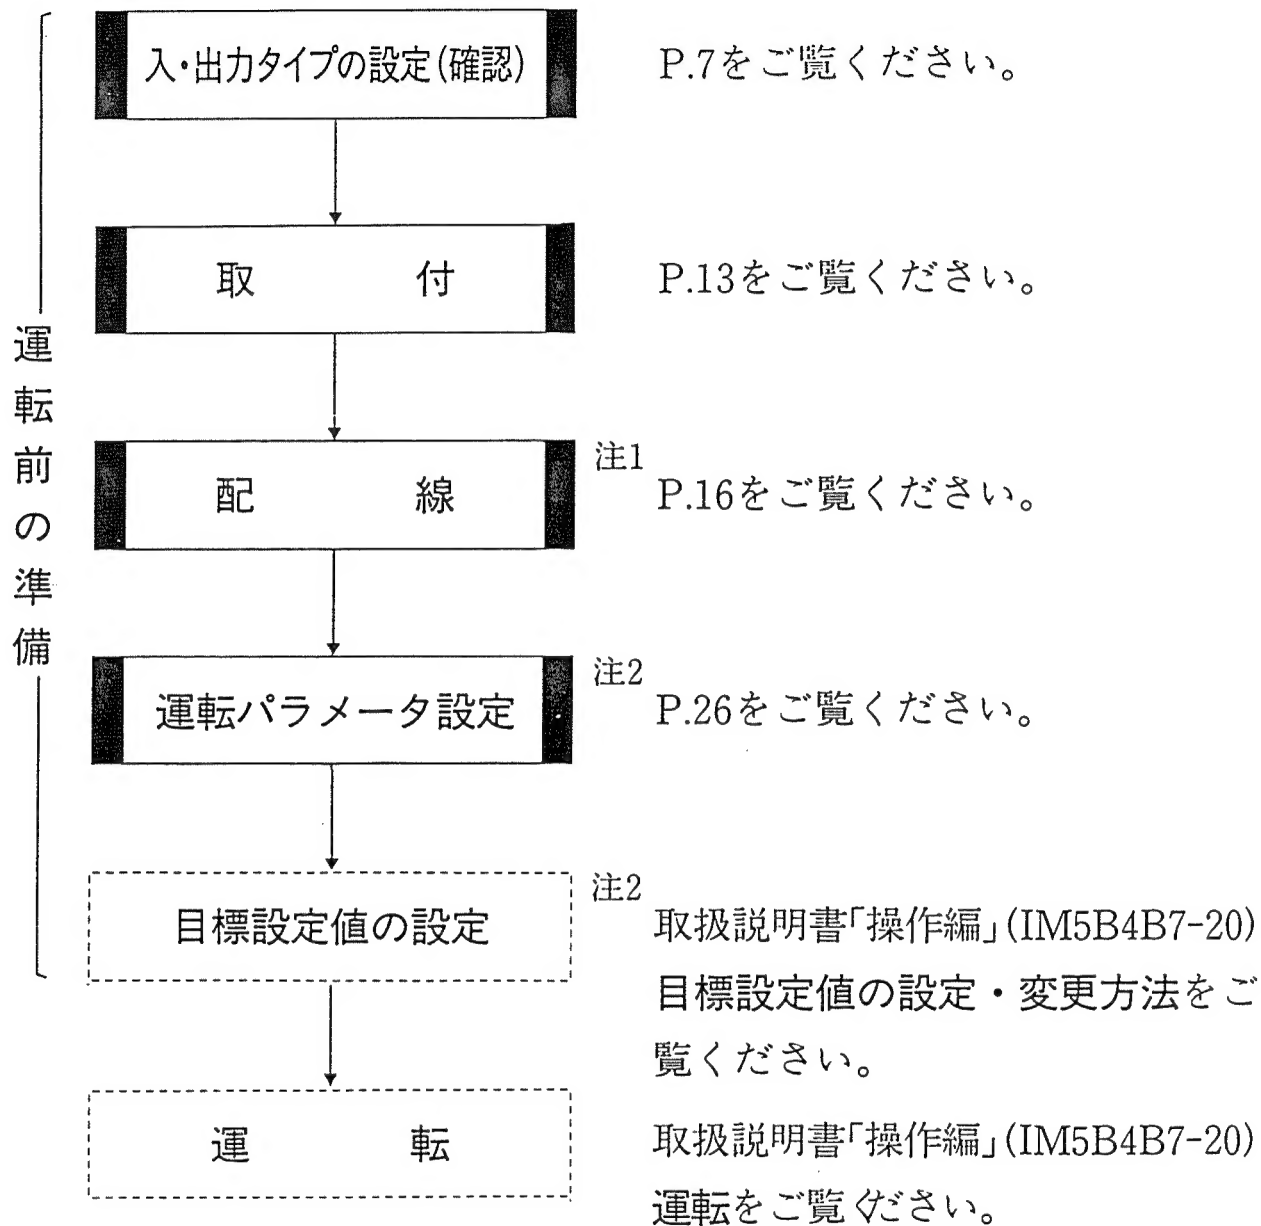 入・出力タイプの設定(確認)
P.7をご覧ください。
取 付
P.13をご覧ください。
運転前の準備
配 線
注1
P.16をご覧ください。
運転パラメータ設定
注2
P.26をご覧ください。
目標設定値の設定
注2
取扱説明書「操作編」(IM5B4B7-20)
目標設定値の設定・変更方法をご
覧ください。
運 転
取扱説明書「操作編」(IM5B4B7-20)
運転をご覧ください。